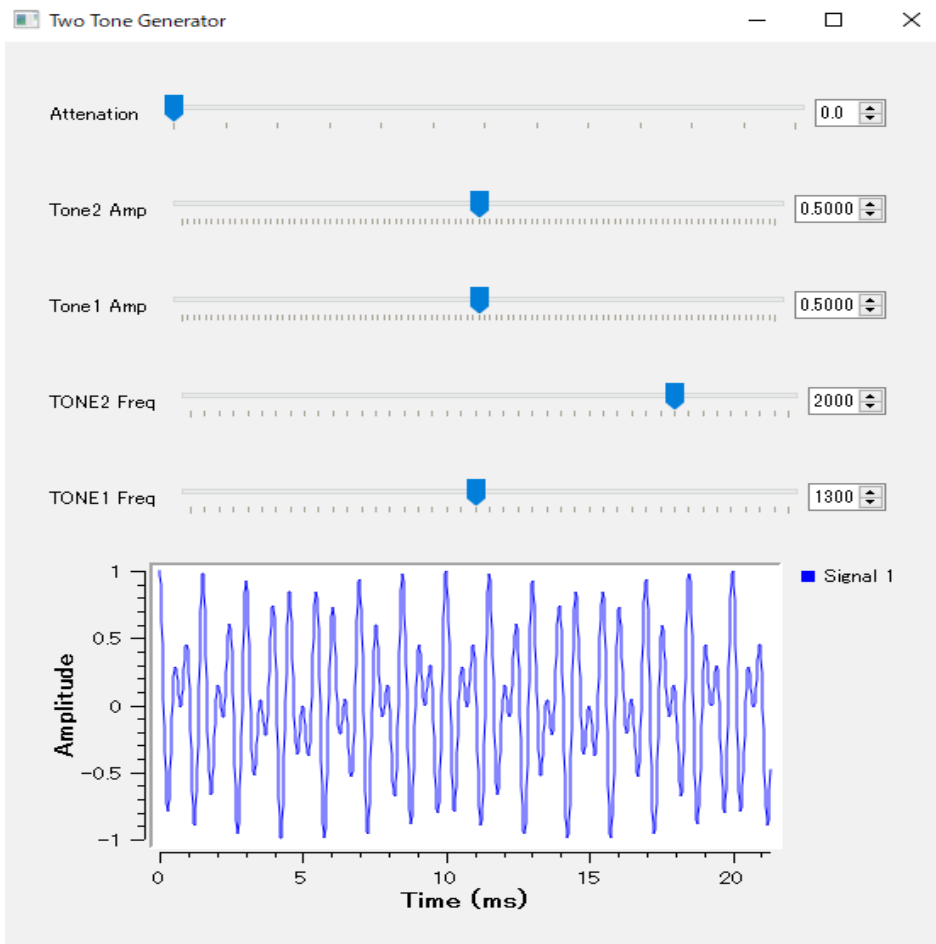 Two Tone Generator
Attenation 0.0
Tone2 Amp 0.5000
Tone1 Amp 0.5000
TONE2 Freq 2000
TONE1 Freq 1300
Signal 1
Amplitude
1
0.5
0
-0.5
-1
0 5 10 15 20
Time (ms)